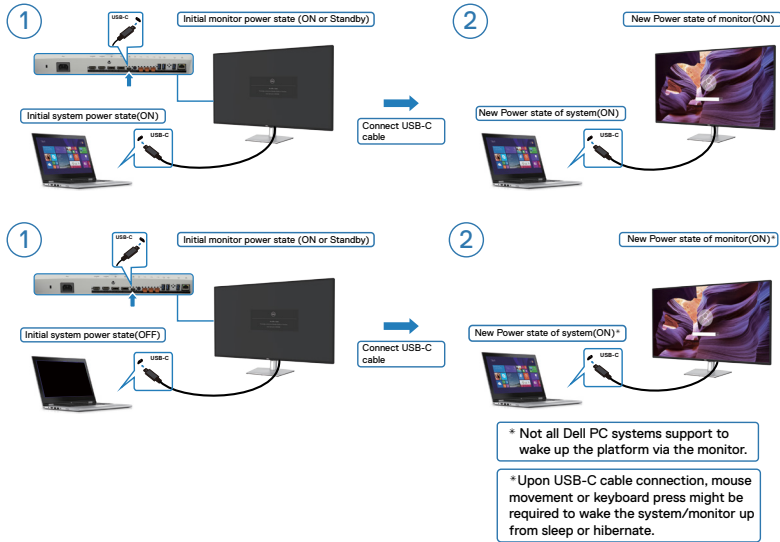 1
USB-C
Initial monitor power state (ON or Standby)
Initial system power state(ON)
USB-C
Connect USB-C
cable
2
New Power state of monitor(ON)
New Power state of system(ON)
USB-C
1
USB-C
Initial monitor power state (ON or Standby)
Initial system power state(OFF)
USB-C
Connect USB-C
cable
2
New Power state of monitor(ON)*
New Power state of system(ON)*
USB-C
* Not all Dell PC systems support to
wake up the platform via the monitor.
*Upon USB-C cable connection, mouse
movement or keyboard press might be
required to wake the system/monitor up
from sleep or hibernate.